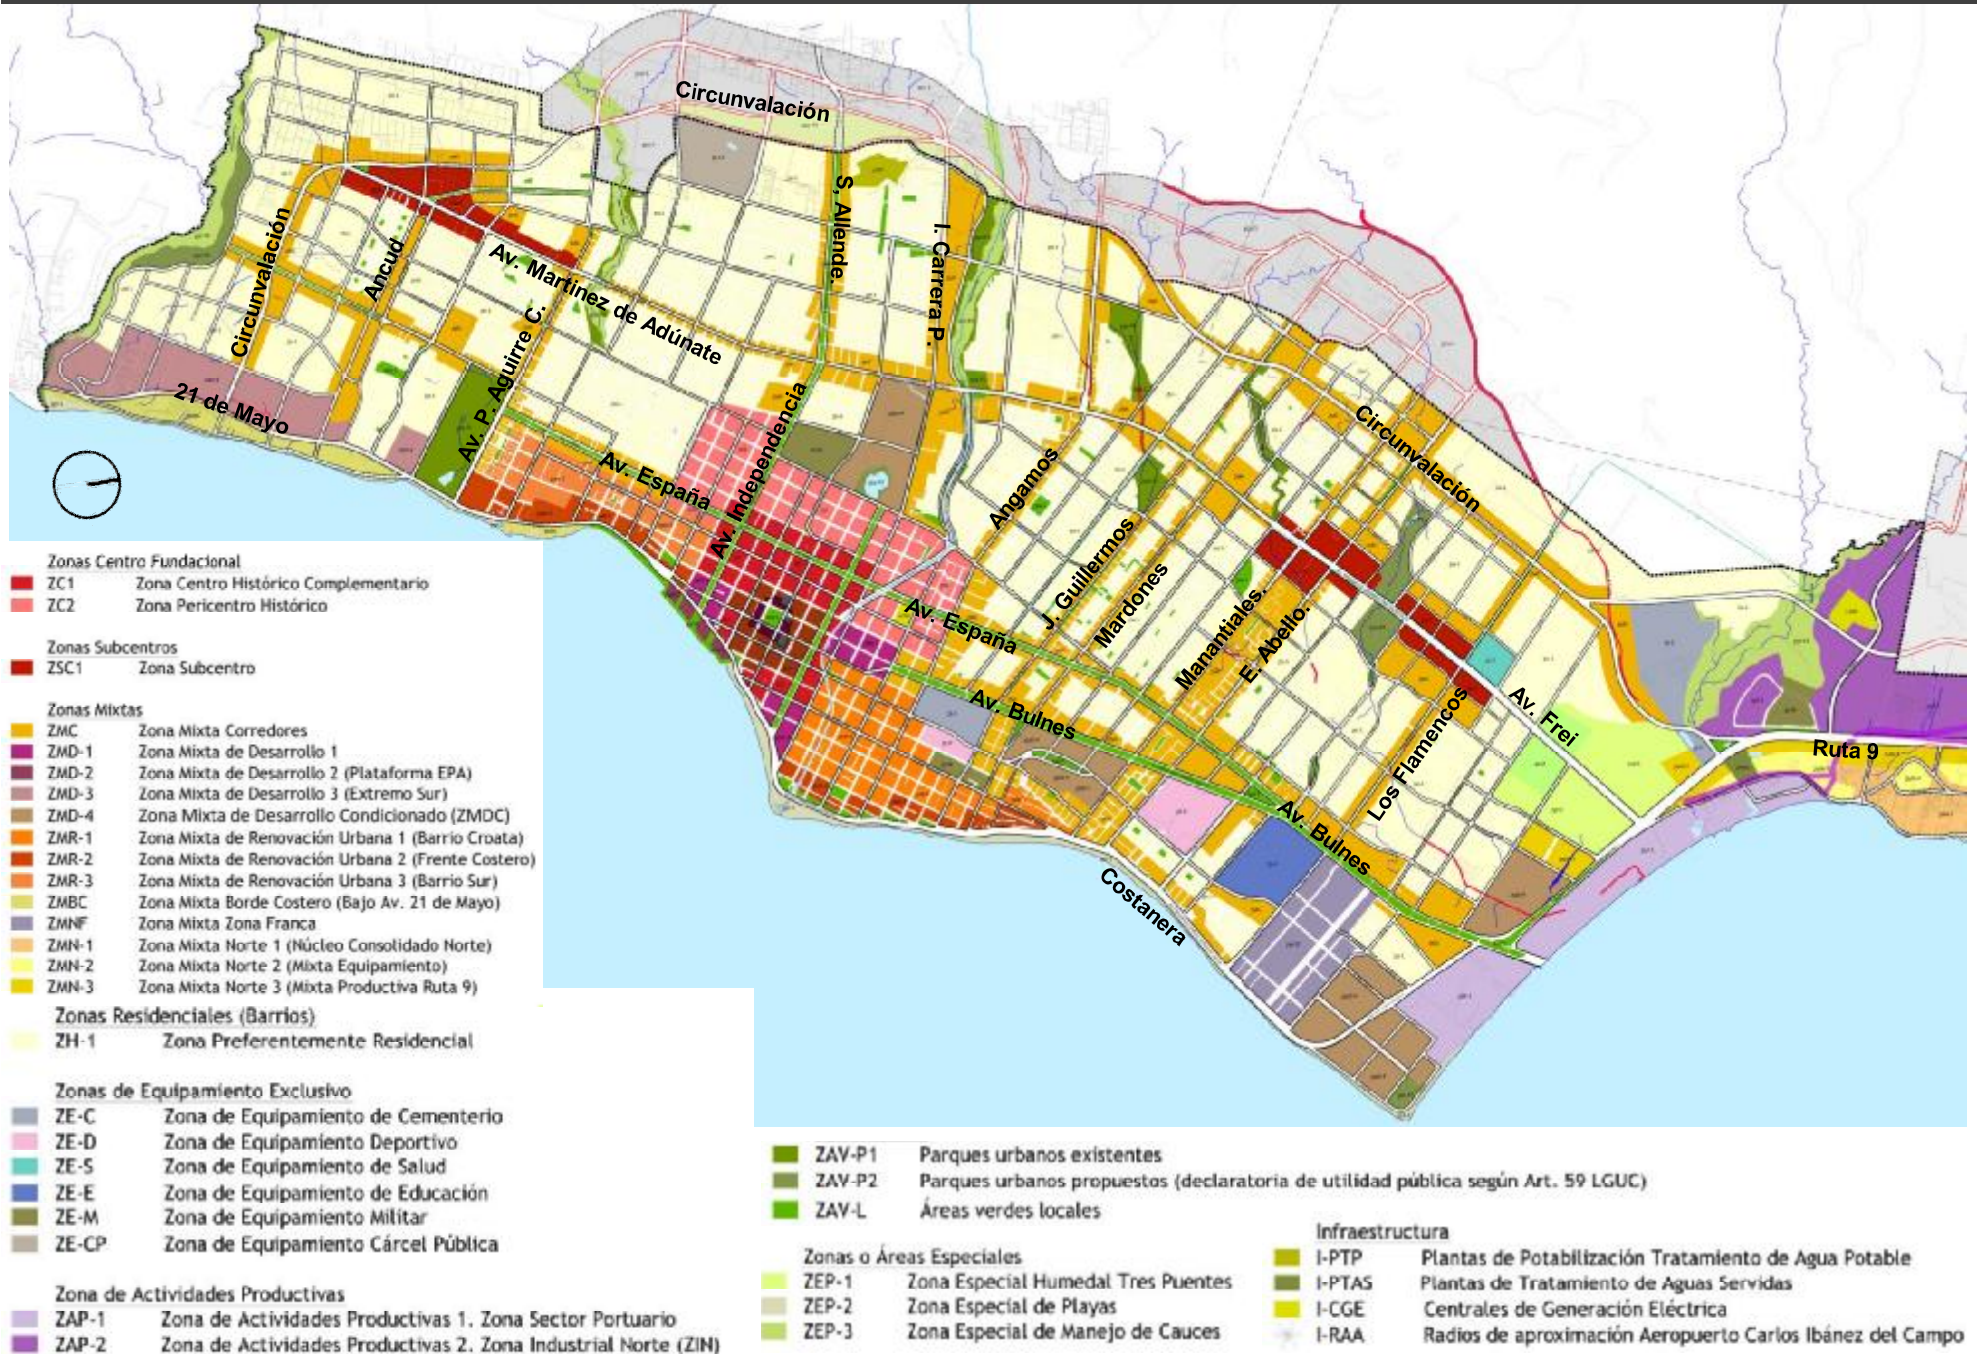 Circunvalación
S, Allende.
I. Carrera P.
Circunvalación
Ancud
Av. Martinez de Adúnate
Av. P. Aguirre C.
21 de Mayo
Av. Independencia
Av. España
Angamos
J. Guillermos
Mardones
Manantiales.
E. Abello.
Circunvalación
Av. España
Av. Bulnes
Los Flamencos
Av. Frei
Ruta 9
Av. Bulnes
Costanera
Zonas Centro Fundacional
ZC1 Zona Centro Histórico Complementario
ZC2 Zona Pericentro Histórico
Zonas Subcentros
ZSC1 Zona Subcentro
Zonas Mixtas
ZMC Zona Mixta Corredores
ZMD-1 Zona Mixta de Desarrollo 1
ZMD-2 Zona Mixta de Desarrollo 2 (Plataforma EPA)
ZMD-3 Zona Mixta de Desarrollo 3 (Extremo Sur)
ZMD-4 Zona Mixta de Desarrollo Condicionado (ZMDC)
ZMR-1 Zona Mixta de Renovación Urbana 1 (Barrio Croata)
ZMR-2 Zona Mixta de Renovación Urbana 2 (Frente Costero)
ZMR-3 Zona Mixta de Renovación Urbana 3 (Barrio Sur)
ZMBC Zona Mixta Borde Costero (Bajo Av. 21 de Mayo)
ZMNF Zona Mixta Zona Franca
ZMN-1 Zona Mixta Norte 1 (Núcleo Consolidado Norte)
ZMN-2 Zona Mixta Norte 2 (Mixta Equipamiento)
ZMN-3 Zona Mixta Norte 3 (Mixta Productiva Ruta 9)
Zonas Residenciales (Barrios)
ZH-1 Zona Preferentemente Residencial
Zonas de Equipamiento Exclusivo
ZE-C Zona de Equipamiento de Cementerio
ZE-D Zona de Equipamiento Deportivo
ZE-S Zona de Equipamiento de Salud
ZE-E Zona de Equipamiento de Educación
ZE-M Zona de Equipamiento Militar
ZE-CP Zona de Equipamiento Cárcel Pública
Zona de Actividades Productivas
ZAP-1 Zona de Actividades Productivas 1. Zona Sector Portuario
ZAP-2 Zona de Actividades Productivas 2. Zona Industrial Norte (ZIN)
ZAV-P1 Parques urbanos existentes
ZAV-P2 Parques urbanos propuestos (declaratoria de utilidad pública según Art. 59 LGUC)
ZAV-L Áreas verdes locales
Zonas o Áreas Especiales
ZEP-1 Zona Especial Humedal Tres Puentes
ZEP-2 Zona Especial de Playas
ZEP-3 Zona Especial de Manejo de Cauces
Infraestructura
I-PTP Plantas de Potabilización Tratamiento de Agua Potable
I-PTAS Plantas de Tratamiento de Aguas Servidas
I-CGE Centrales de Generación Eléctrica
I-RAA Radios de aproximación Aeropuerto Carlos Ibánez del Campo